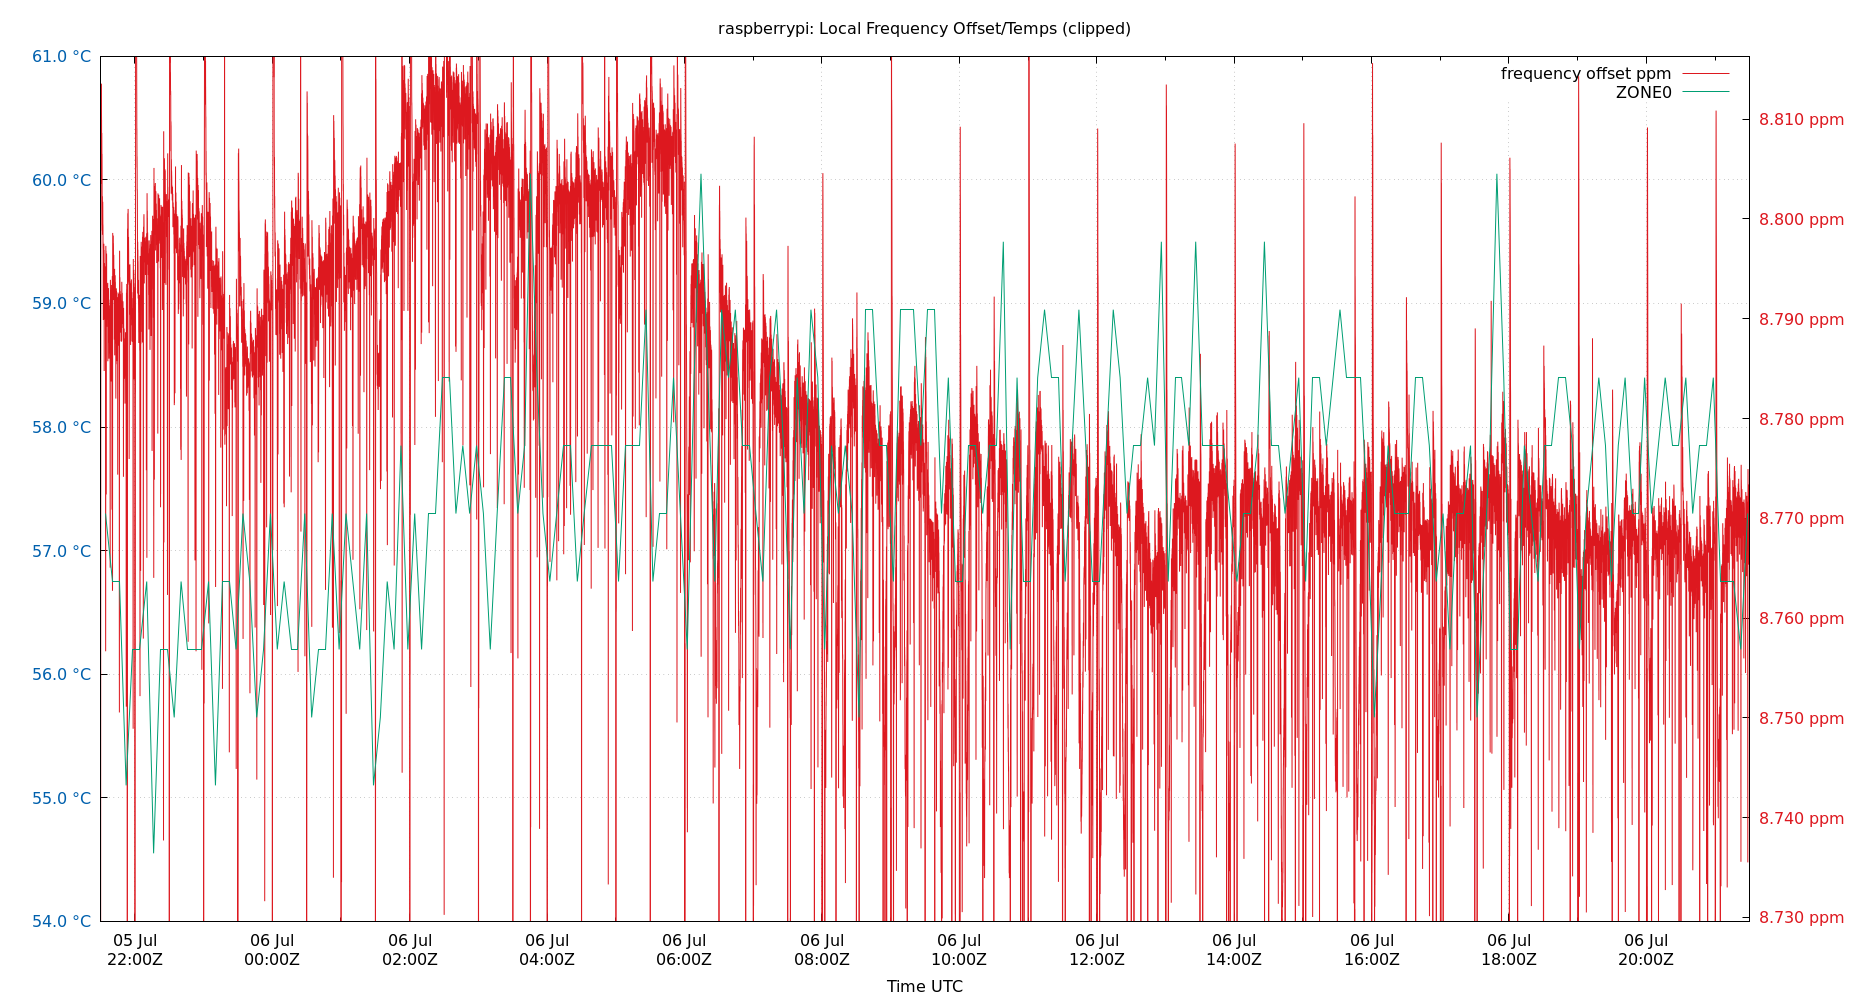 raspberrypi: Local Frequency Offset/Temps (clipped)
frequency offset ppm
ZONE0
61.0 °C
60.0 °C
59.0 °C
58.0 °C
57.0 °C
56.0 °C
55.0 °C
54.0 °C
8.810 ppm
8.800 ppm
8.790 ppm
8.780 ppm
8.770 ppm
8.760 ppm
8.750 ppm
8.740 ppm
8.730 ppm
05 Jul 06 Jul 06 Jul 06 Jul 06 Jul 06 Jul 06 Jul 06 Jul 06 Jul 06 Jul 06 Jul 06 Jul
22:00Z 00:00Z 02:00Z 04:00Z 06:00Z 08:00Z 10:00Z 12:00Z 14:00Z 16:00Z 18:00Z 20:00Z
Time UTC